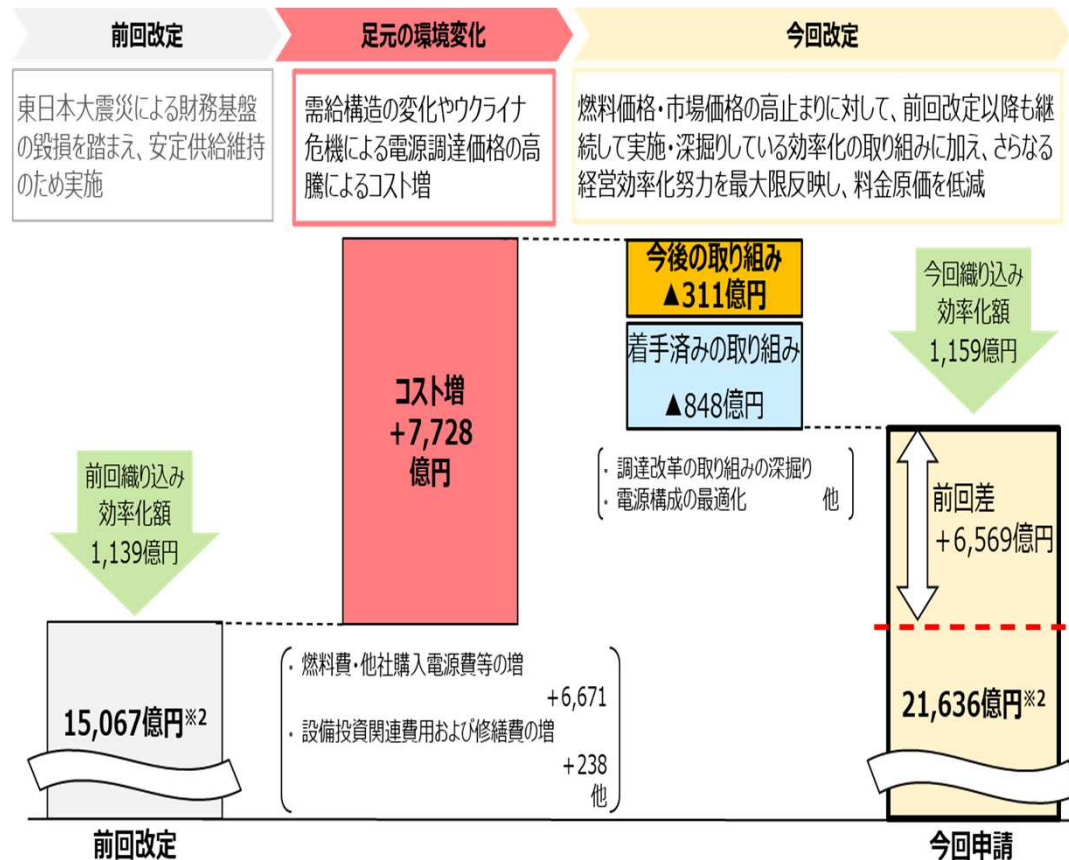 前回改定
足元の環境変化
今回改定
東日本大震災による財務基盤
の毀損を踏まえ、安定供給維持
のため実施
需給構造の変化やウクライナ
危機による電源調達価格の高
騰によるコスト増
燃料価格・市場価格の高止まりに対して、前回改定以降も継
続して実施・深掘りしている効率化の取り組みに加え、さらなる
経営効率化努力を最大限反映し、料金原価を低減
前回織り込み
効率化額
1,139億円
15,067億円※2
前回改定
コスト増
+7,728
億円
・ 燃料費・他社購入電源費等の増
+6,671
・ 設備投資関連費用および修繕費の増
+238
他
今後の取り組み
▲311億円
着手済みの取り組み
▲848億円
・ 調達改革の取り組みの深掘り
・ 電源構成の最適化 他
今回織り込み
効率化額
1,159億円
前回差
+6,569億円
21,636億円※2
今回申請